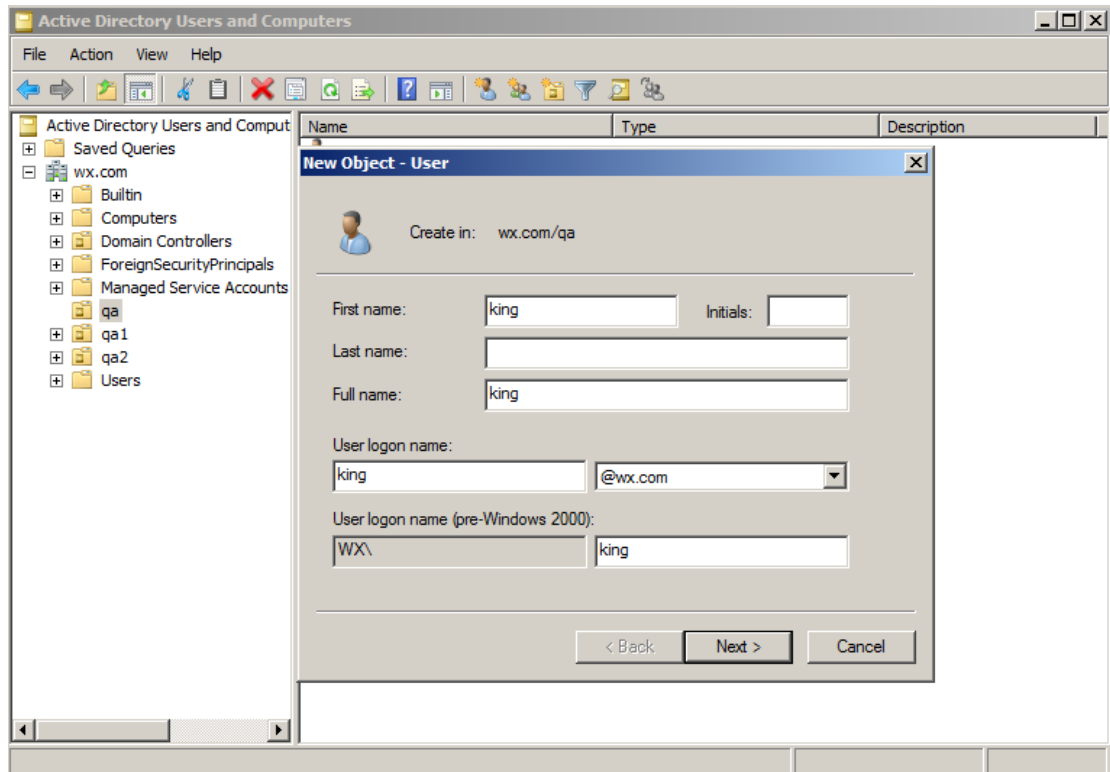 Active Directory Users and Computers
File Action View Help
Active Directory Users and Comput
Saved Queries
wx.com
Builtin
Computers
Domain Controllers
ForeignSecurityPrincipals
Managed Service Accounts
qa
qa1
qa2
Users
Name Type Description
New Object - User
Create in: wx.com/qa
First name: king Initials:
Last name:
Full name: king
User logon name:
king @wx.com
User logon name (pre-Windows 2000):
WX\ king
< Back Next > Cancel